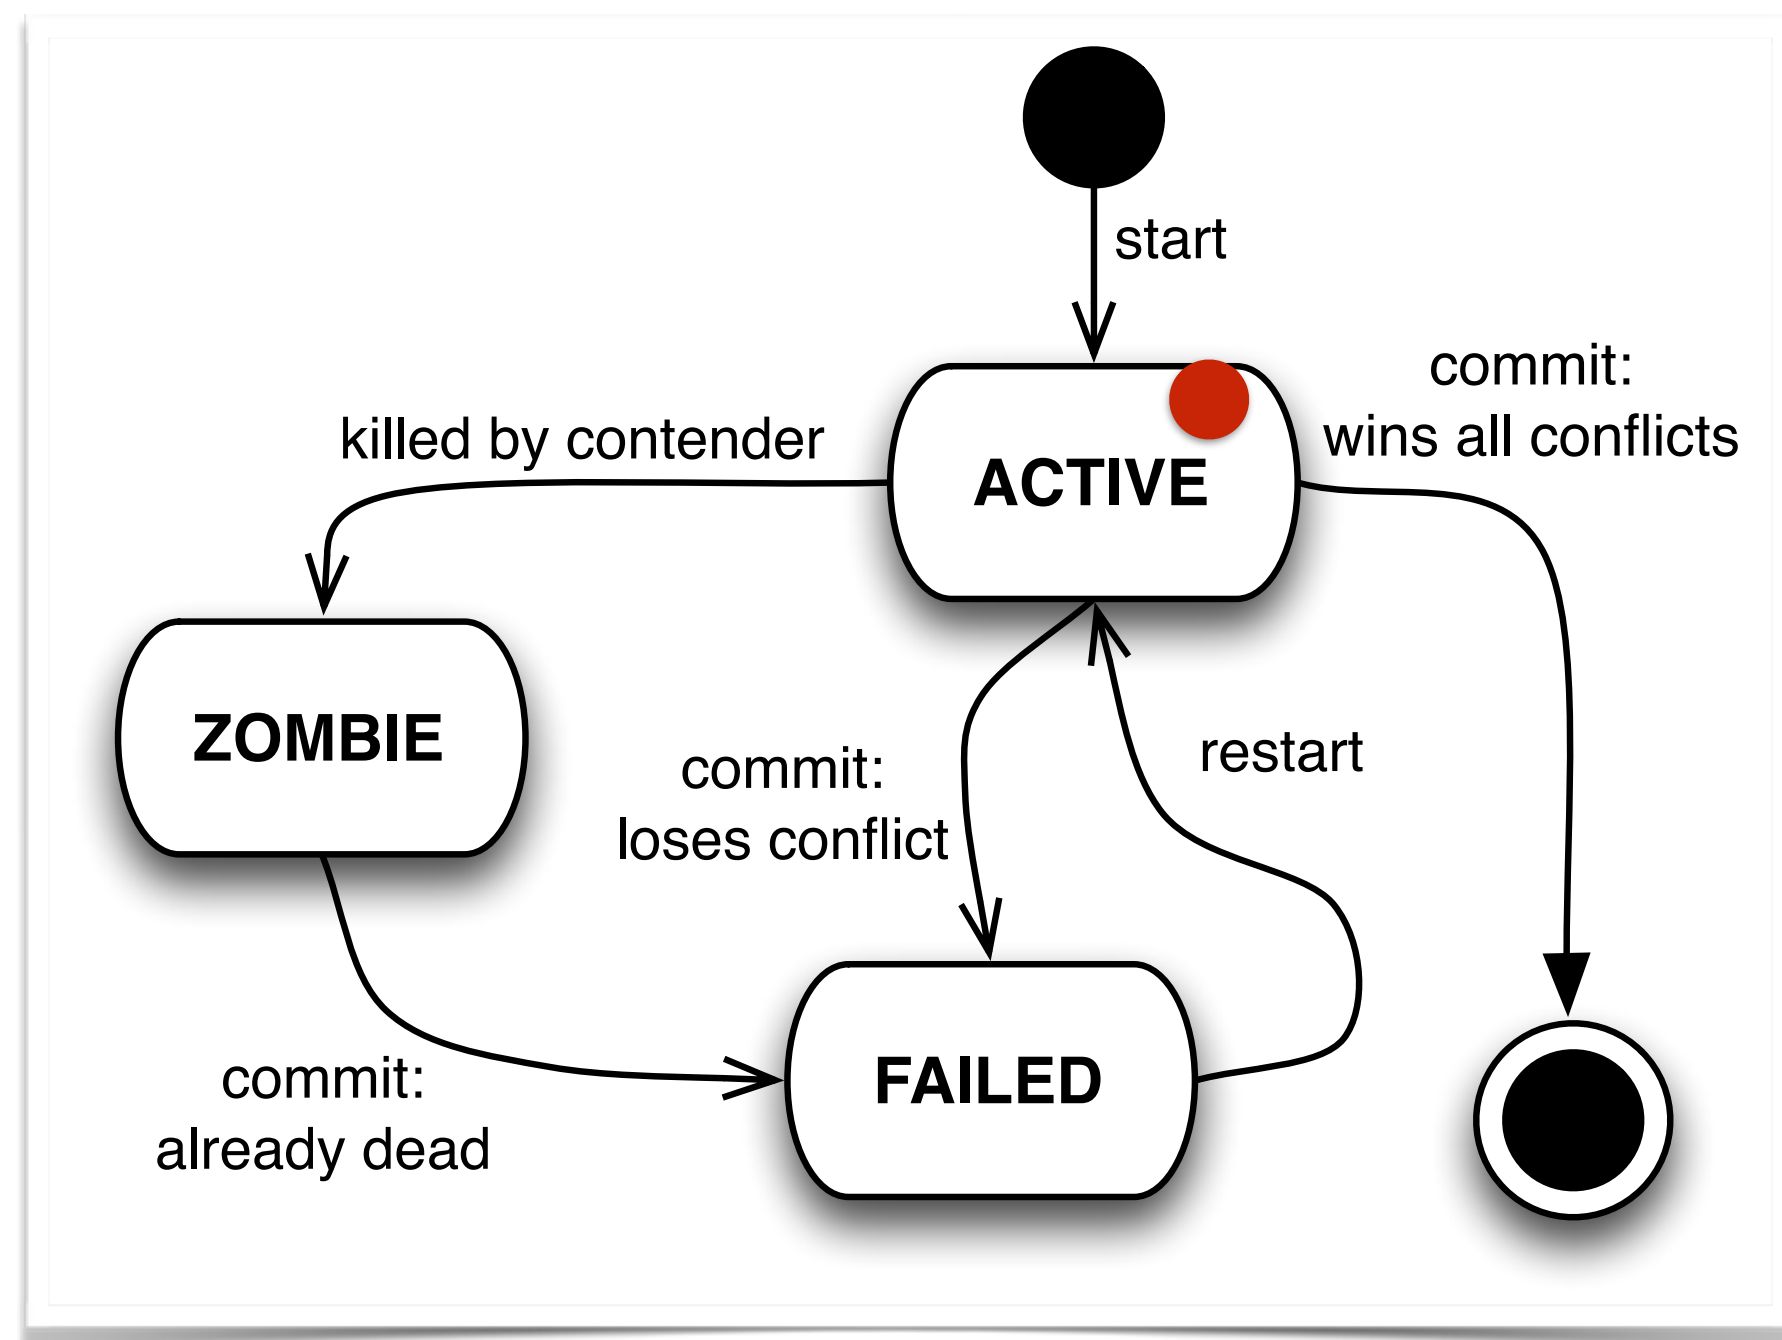 start
commit:
wins all conflicts
killed by contender
ACTIVE
ZOMBIE
commit:
loses conflict
restart
commit:
already dead
FAILED